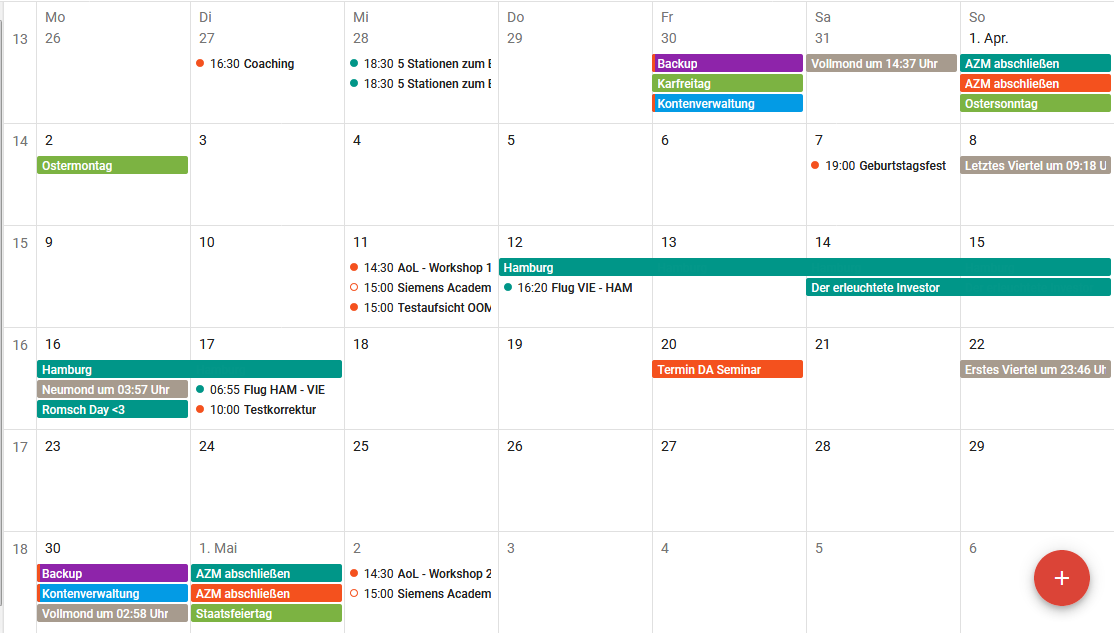 Mo Di Mi Do Fr Sa So
13 26 27 28 29 30 31 1. Apr.
16:30 Coaching
18:30 5 Stationen zum E
18:30 5 Stationen zum E
Backup
Karfreitag
Kontenverwaltung
Vollmond um 14:37 Uhr
AZM abschließen
AZM abschließen
Ostersonntag
14 2 3 4 5 6 7 8
Ostermontag
19:00 Geburtstagsfest
Letztes Viertel um 09:18 U
15 9 10 11 12 13 14 15
14:30 AoL - Workshop 1
15:00 Siemens Academ
15:00 Testaufsicht OOM
Hamburg
16:20 Flug VIE - HAM
Der erleuchtete Investor
16 16 17 18 19 20 21 22
Hamburg
Neumond um 03:57 Uhr
Romsch Day <3
06:55 Flug HAM - VIE
10:00 Testkorrektur
Termin DA Seminar
Erstes Viertel um 23:46 Uh
17 23 24 25 26 27 28 29
18 30 1. Mai 2 3 4 5 6
Backup
Kontenverwaltung
Vollmond um 02:58 Uhr
AZM abschließen
AZM abschließen
Staatsfeiertag
14:30 AoL - Workshop 2
15:00 Siemens Academ
+